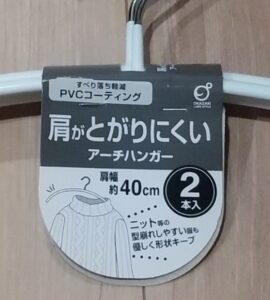 すべり落ち軽減
PVCコーティング
OKAZAKI
肩がとがりにくい
アーチハンガー
肩幅
約40cm
2
本入
ニット等の
型崩れしやすい服も
優しく形状キープ